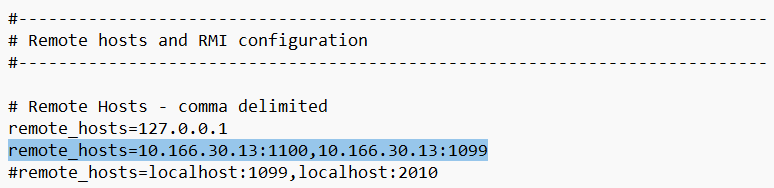 #---------------------------------------------------------------------------
# Remote hosts and RMI configuration
#---------------------------------------------------------------------------
# Remote Hosts - comma delimited
remote_hosts=127.0.0.1
remote_hosts=10.166.30.13:1100,10.166.30.13:1099
#remote_hosts=localhost:1099,localhost:2010